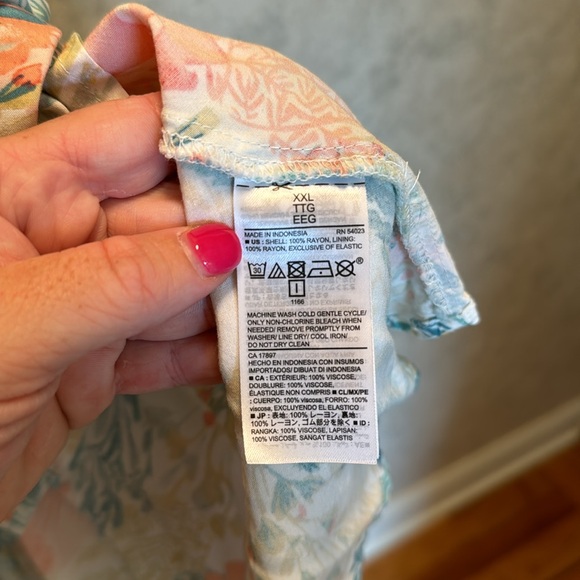 XXL
TTG
EEG
MADE IN INDONESIA RN 54023
■ US : SHELL: 100% RAYON, LINING:
100% RAYON, EXCLUSIVE OF ELASTIC
30 ®
I
1166
MACHINE WASH COLD GENTLE CYCLE/
ONLY NON-CHLORINE BLEACH WHEN
NEEDED/ REMOVE PROMPTLY FROM
WASHER/ LINE DRY/ COOL IRON/
DO NOT DRY CLEAN
CA 17897
HECHO EN INDONESIA CON INSUMOS
IMPORTADOS/ DIBUAT DI INDONESIA
■ CA : EXTÉRIEUR: 100% VISCOSE,
DOUBLURE: 100% VISCOSE,
ÉLASTIQUE NON COMPRIS ■ CL/MX/PE
: CUERPO: 100% viscosa, FORRO: 100%
viscosa, EXCLUYENDO EL ELASTICO
■ JP : 表地: 100% レーヨン, 裏地:
100% レーヨン, ゴム部分を除く ■ ID :
RANGKA: 100% VISCOSE, LAPISAN:
100% VISCOSE, SANGAT ELASTIS